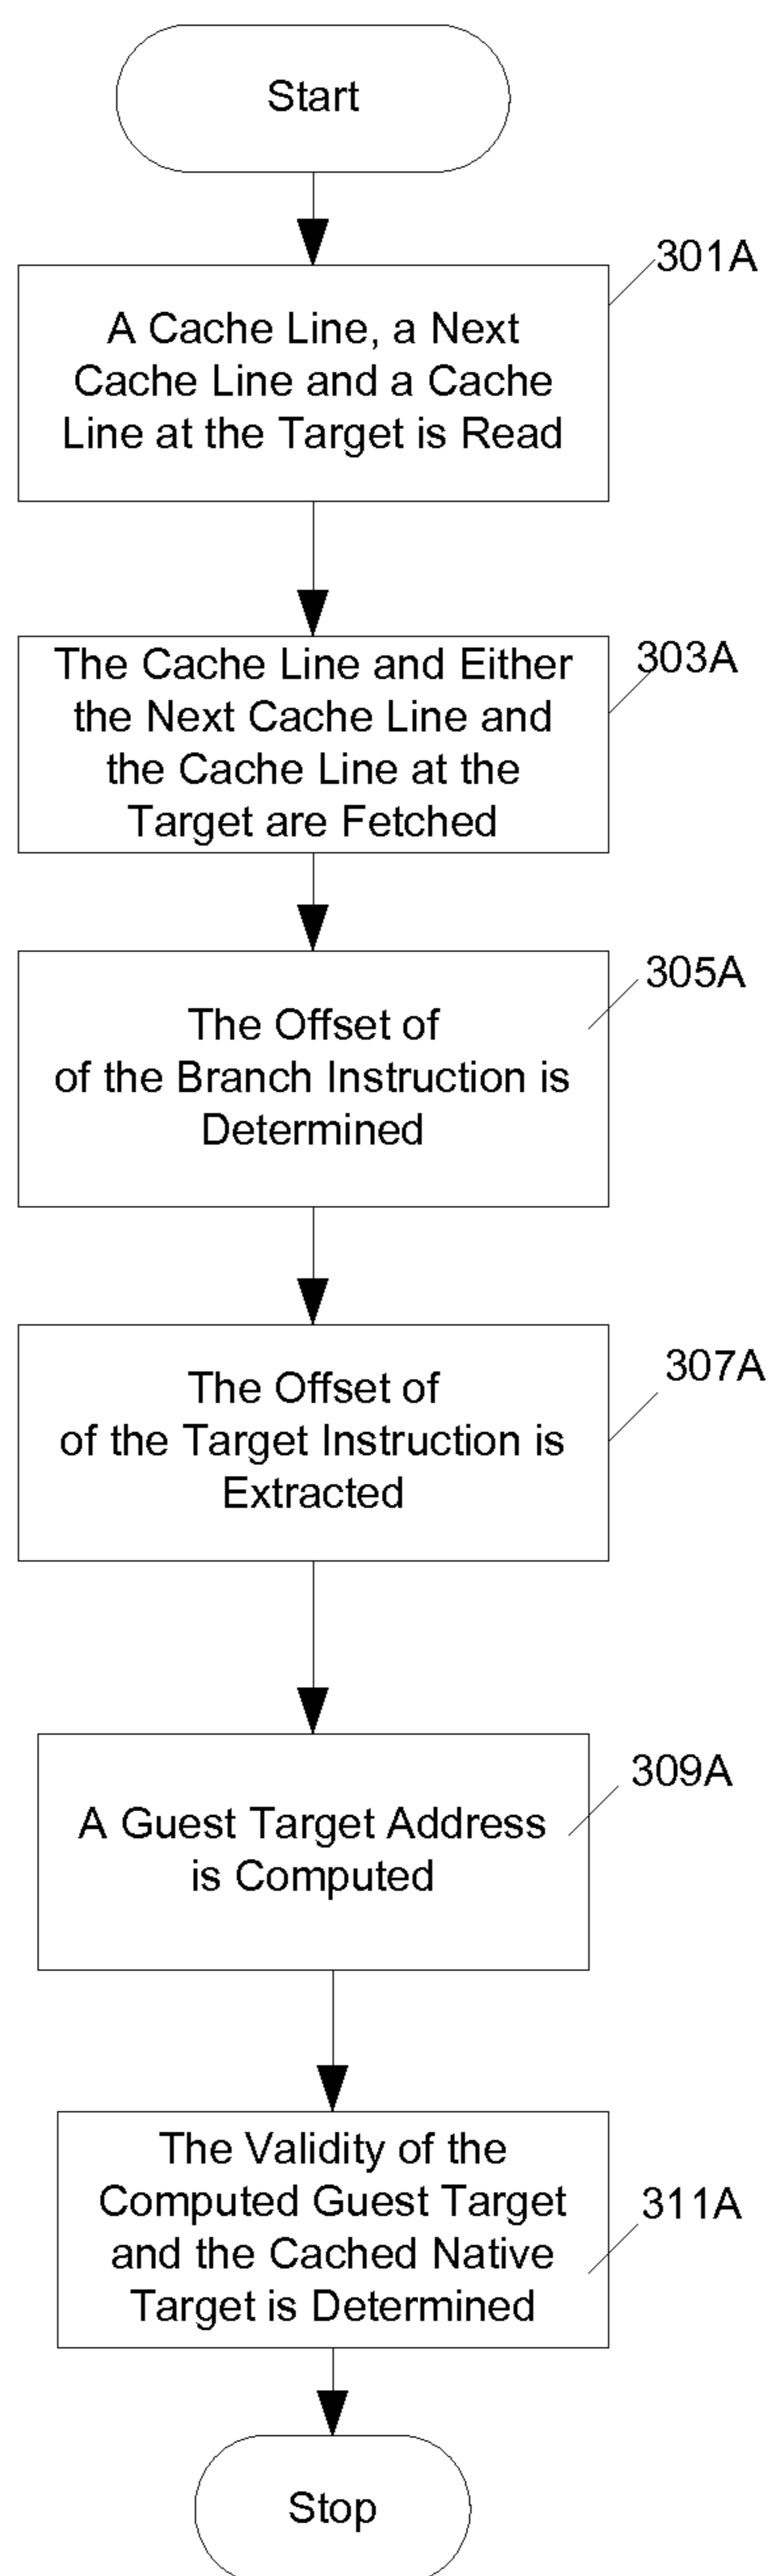 Start
301A
A Cache Line, a Next
Cache Line and a Cache
Line at the Target is Read
303A
The Cache Line and Either
the Next Cache Line and
the Cache Line at the
Target are Fetched
305A
The Offset of
of the Branch Instruction is
Determined
307A
The Offset of
of the Target Instruction is
Extracted
309A
A Guest Target Address
is Computed
311A
The Validity of the
Computed Guest Target
and the Cached Native
Target is Determined
Stop